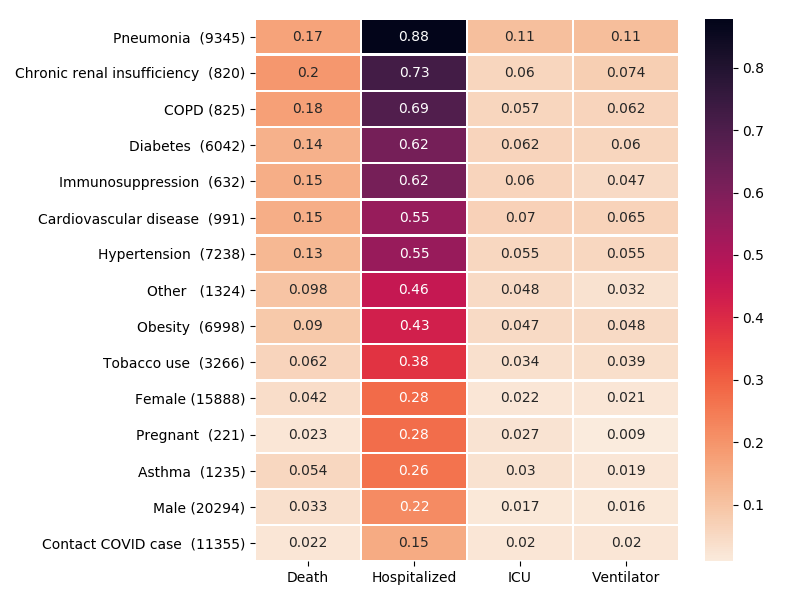 Pneumonia (9345) 0.17 0.88 0.11 0.11
Chronic renal insufficiency (820) 0.2 0.73 0.06 0.074
COPD (825) 0.18 0.69 0.057 0.062
Diabetes (6042) 0.14 0.62 0.062 0.06
Immunosuppression (632) 0.15 0.62 0.06 0.047
Cardiovascular disease (991) 0.15 0.55 0.07 0.065
Hypertension (7238) 0.13 0.55 0.055 0.055
Other (1324) 0.098 0.46 0.048 0.032
Obesity (6998) 0.09 0.43 0.047 0.048
Tobacco use (3266) 0.062 0.38 0.034 0.039
Female (15888) 0.042 0.28 0.022 0.021
Pregnant (221) 0.023 0.28 0.027 0.009
Asthma (1235) 0.054 0.26 0.03 0.019
Male (20294) 0.033 0.22 0.017 0.016
Contact COVID case (11355) 0.022 0.15 0.02 0.02
Death Hospitalized ICU Ventilator
0.8
0.7
0.6
0.5
0.4
0.3
0.2
0.1